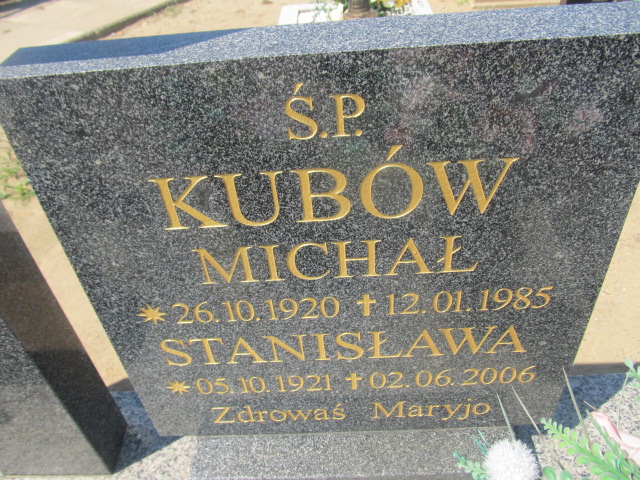 Ś.P.
KUBÓW
MICHAŁ
* 26.10.1920 ✝ 12.01.1985
STANISŁAWA
* 05.10.1921 ✝ 02.06.2006
Zdrowaś Maryjo